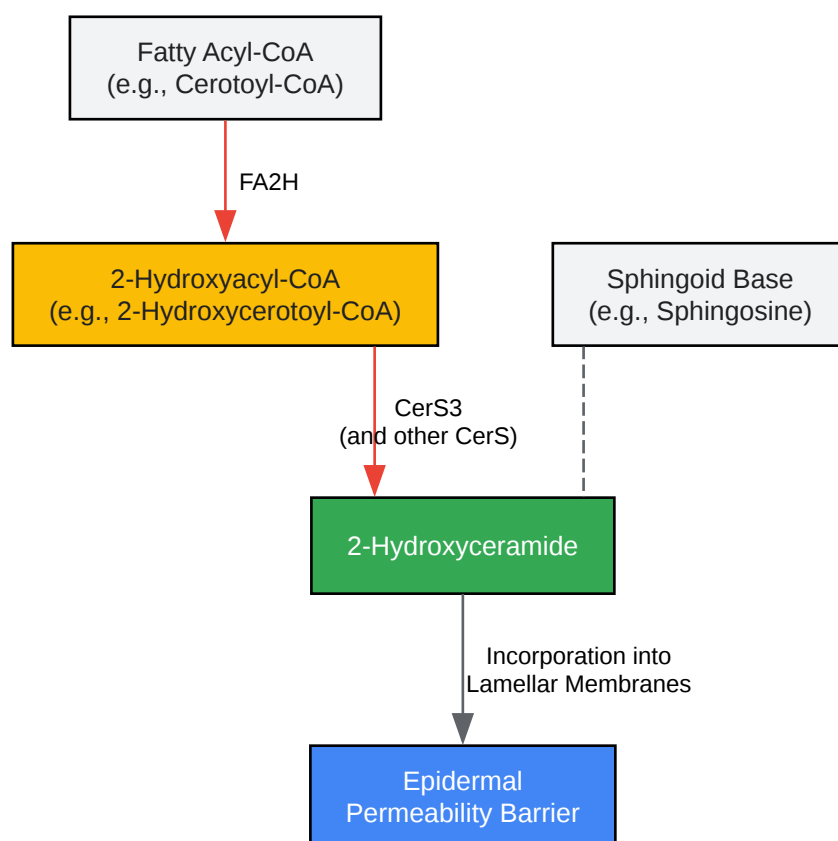 Fatty Acyl-CoA
(e.g., Cerotoyl-CoA)
FA2H
2-Hydroxyacyl-CoA
(e.g., 2-Hydroxycerotoyl-CoA)
Sphingoid Base
(e.g., Sphingosine)
CerS3
(and other CerS)
2-Hydroxyceramide
Incorporation into
Lamellar Membranes
Epidermal
Permeability Barrier